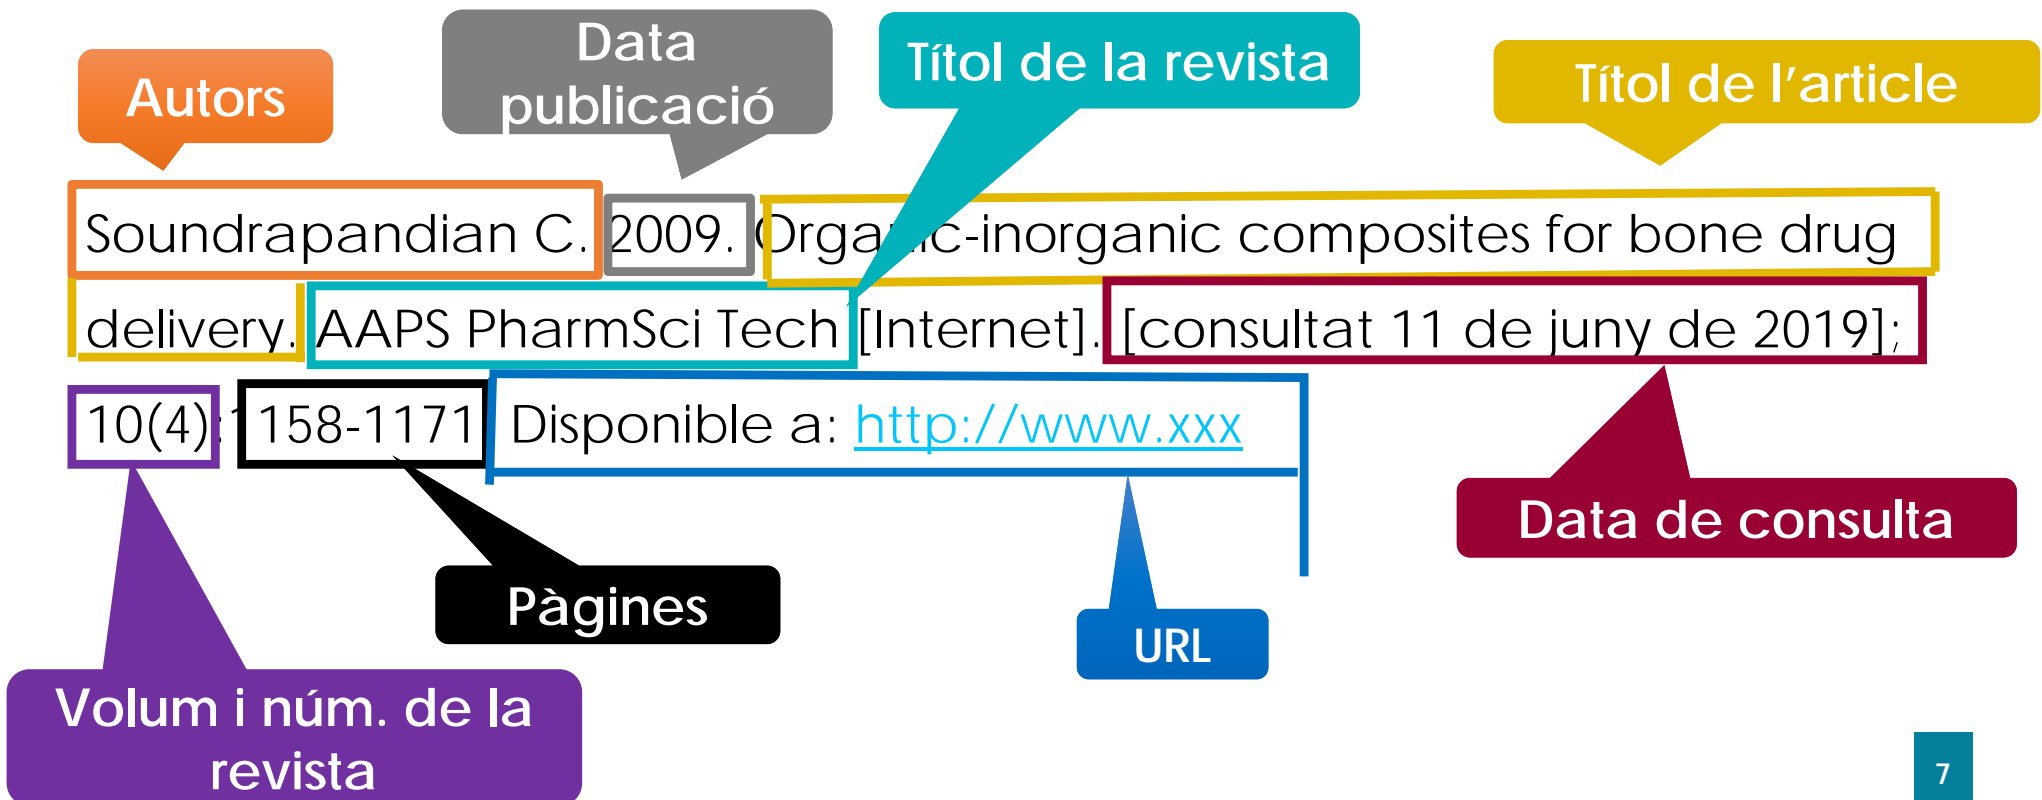 Data
publicació
Títol de la revista
Autors
Títol de l'article
Soundrapandian C. 2009. Organic-inorganic composites for bone drug
delivery. AAPS PharmSci Tech [Internet]. [consultat 11 de juny de 2019];
10(4):1158-1171 Disponible a: http://www.xxx
Data de consulta
Pàgines
URL
Volum i núm. de la
revista
7